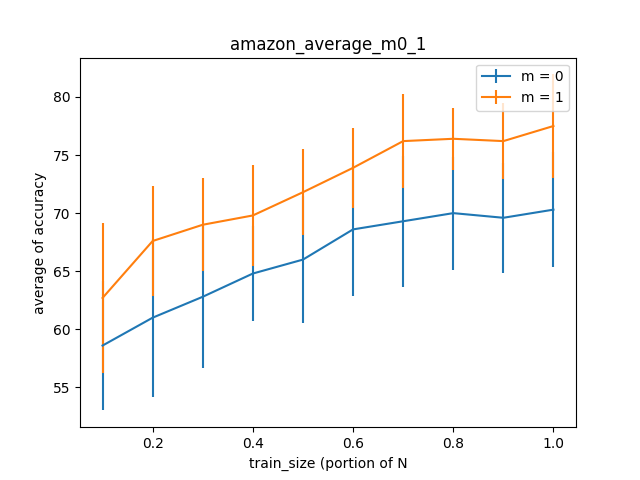 amazon_average_m0_1
m = 0
m = 1
average of accuracy
80
75
70
65
60
55
0.2 0.4 0.6 0.8 1.0
train_size (portion of N